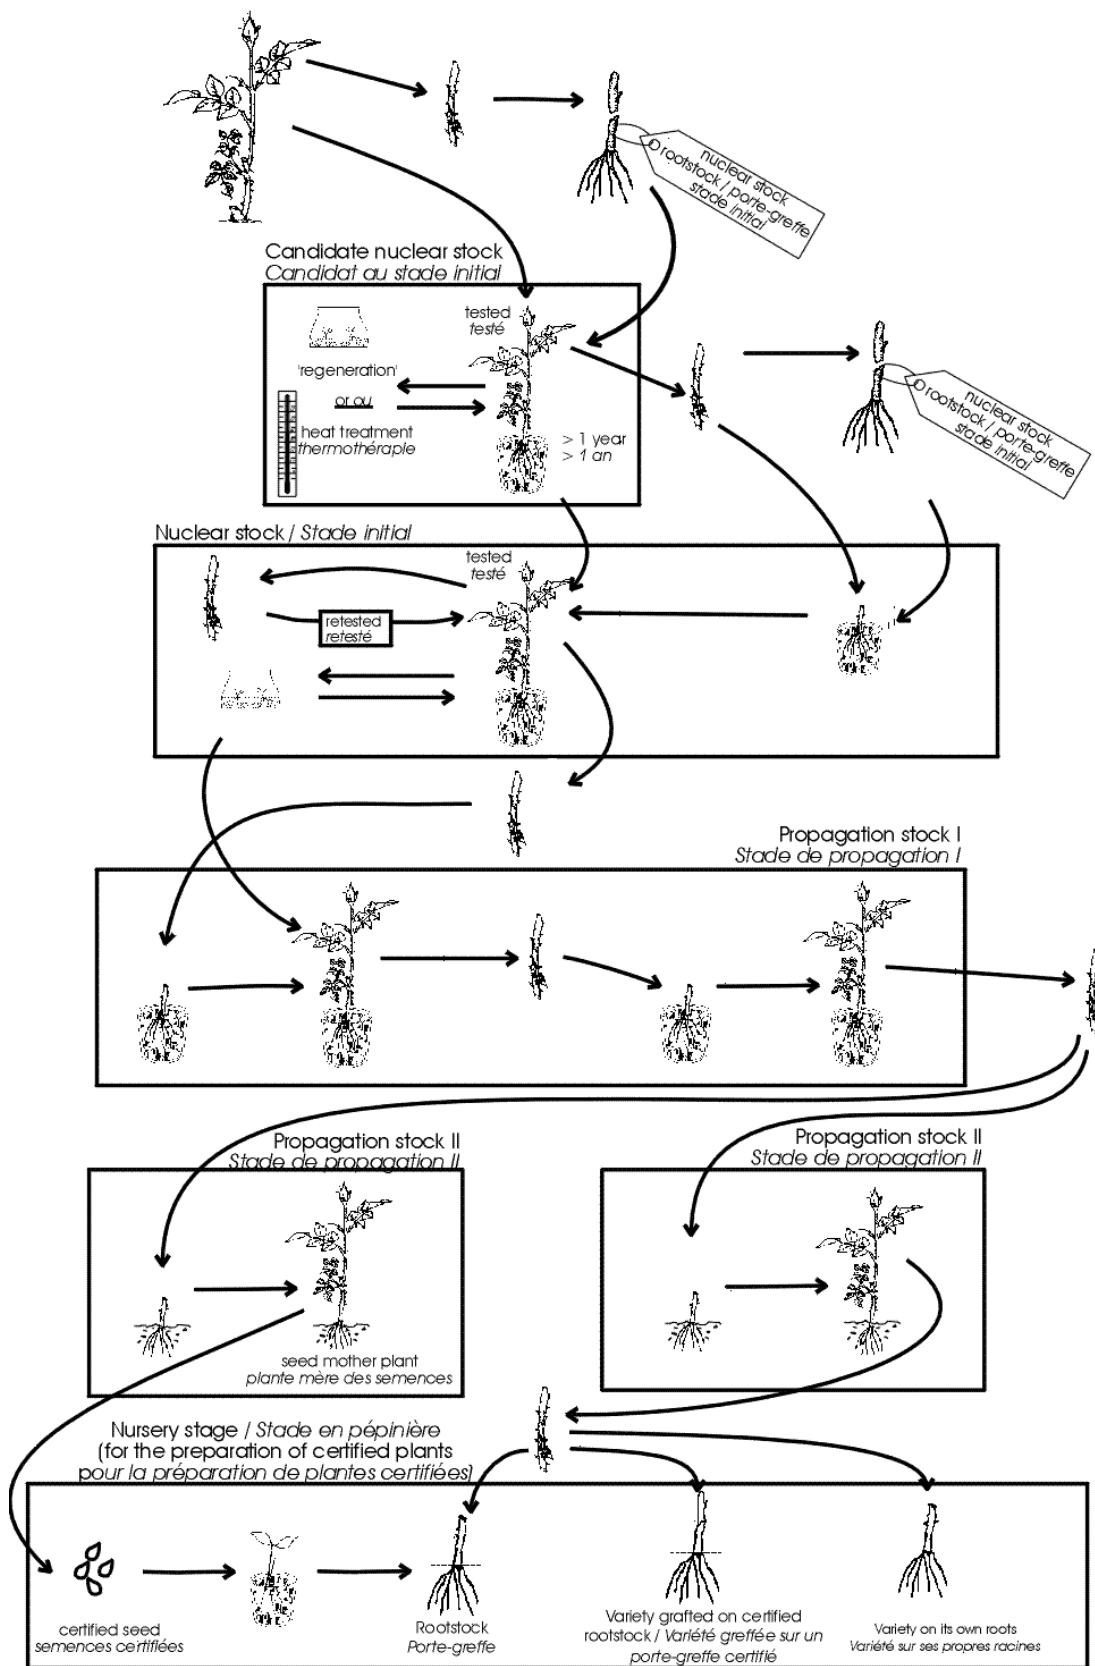 nuclear stock
rootstock / porte-greffe
stade initial
Candidate nuclear stock
Candidat au stade initial
tested
testé
'regeneration'
or ou
heat treatment
thermothérapie
> 1 year
> 1 an
nuclear stock
rootstock / porte-greffe
stade initial
Nuclear stock / Stade initial
tested
testé
retested
retesté
Propagation stock I
Stade de propagation I
Propagation stock II
Stade de propagation II
Propagation stock II
Stade de propagation II
seed mother plant
plante mère des semences
Nursery stage / Stade en pépinière
(for the preparation of certified plants
pour la préparation de plantes certifiées)
certified seed
semences certifiées
Rootstock
Porte-greffe
Variety grafted on certified
rootstock / Variété greffée sur un
porte-greffe certifié
Variety on its own roots
Variété sur ses propres racines